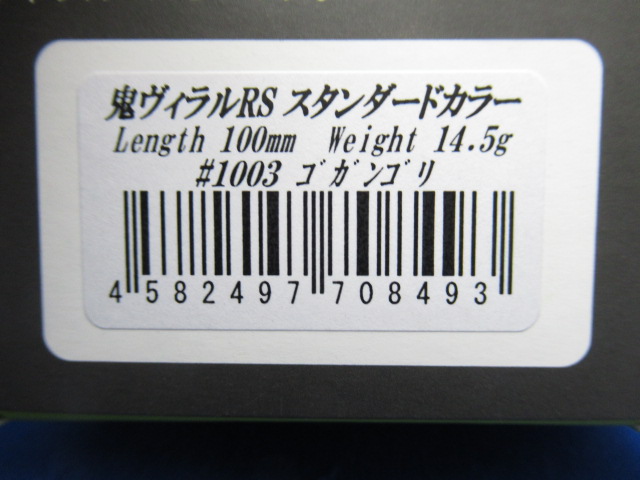 鬼ヴィラルRS スタンダードカラー
Length 100mm Weight 14.5g
#1003 ｺﾞｶﾞﾝｺﾞﾘ
4 582497 708493